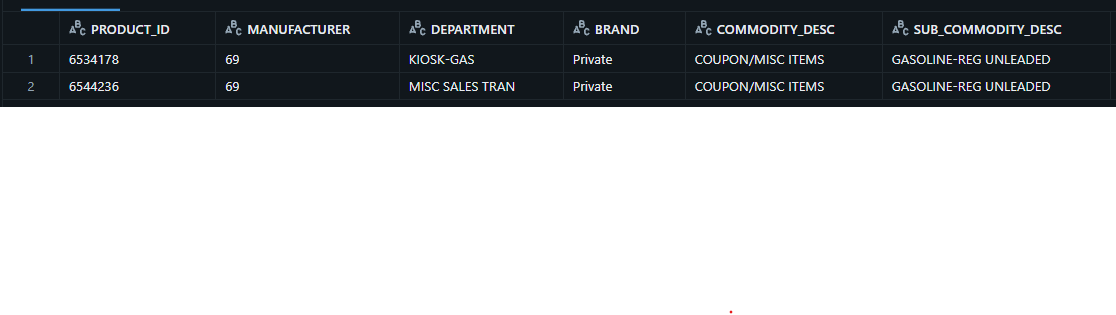 PRODUCT_ID MANUFACTURER DEPARTMENT BRAND COMMODITY_DESC SUB_COMMODITY_DESC
1 6534178 69 KIOSK-GAS Private COUPON/MISC ITEMS GASOLINE-REG UNLEADED
2 6544236 69 MISC SALES TRAN Private COUPON/MISC ITEMS GASOLINE-REG UNLEADED